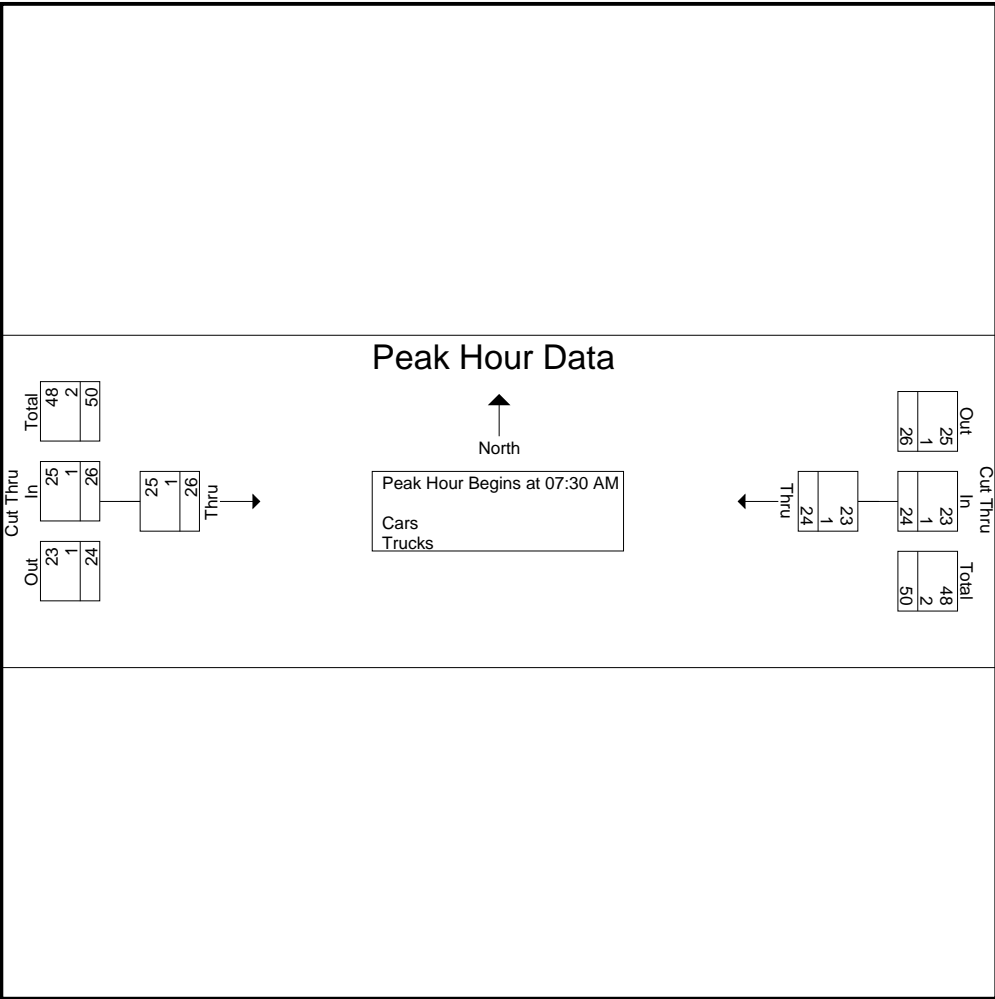 Peak Hour Data
North
Peak Hour Begins at 07:30 AM
Cars
Trucks
Cut Thru
Total
48
2
50
In
25
1
26
Out
23
1
24
25
1
26
Thru
Cut Thru
Out
25
1
26
In
23
1
24
Total
48
2
50
23
1
24
Thru